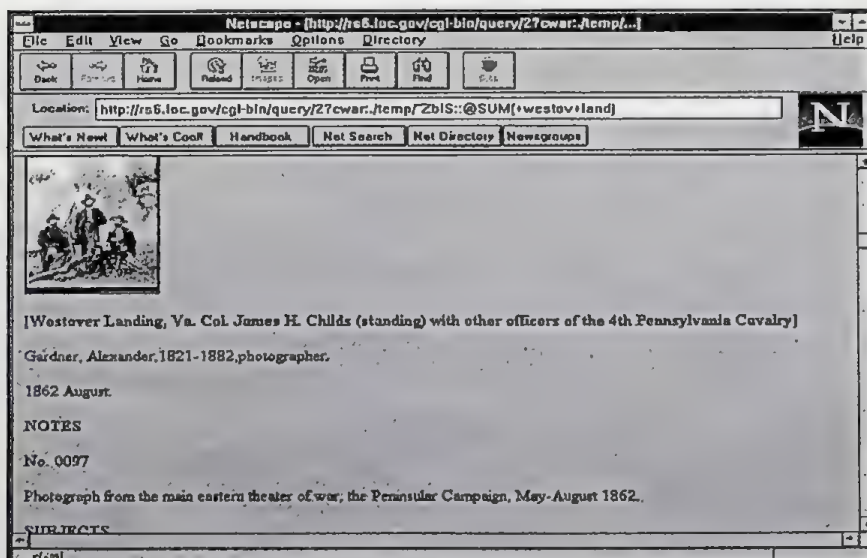 Netscape - [http://rs6.loc.gov/cgi-bin/query/2?cwar:./temp/...]
File Edit View Go Bookmarks Options Directory Help
Back Forward Home Reload Images Open Print Find Stop
Location: http://rs6.loc.gov/cgi-bin/query/2?cwar:./temp/~ZbIS::@SUM(+westov+land)
What's New! What's Cool! Handbook Net Search Net Directory Newsgroups
N
[Westover Landing, Va. Col. James H. Childs (standing) with other officers of the 4th Pennsylvania Cavalry]
Gardner, Alexander, 1821-1882, photographer.
1862 August.
NOTES
No. 0097
Photograph from the main eastern theater of war, the Peninsular Campaign, May-August 1862.
SUBJECTS